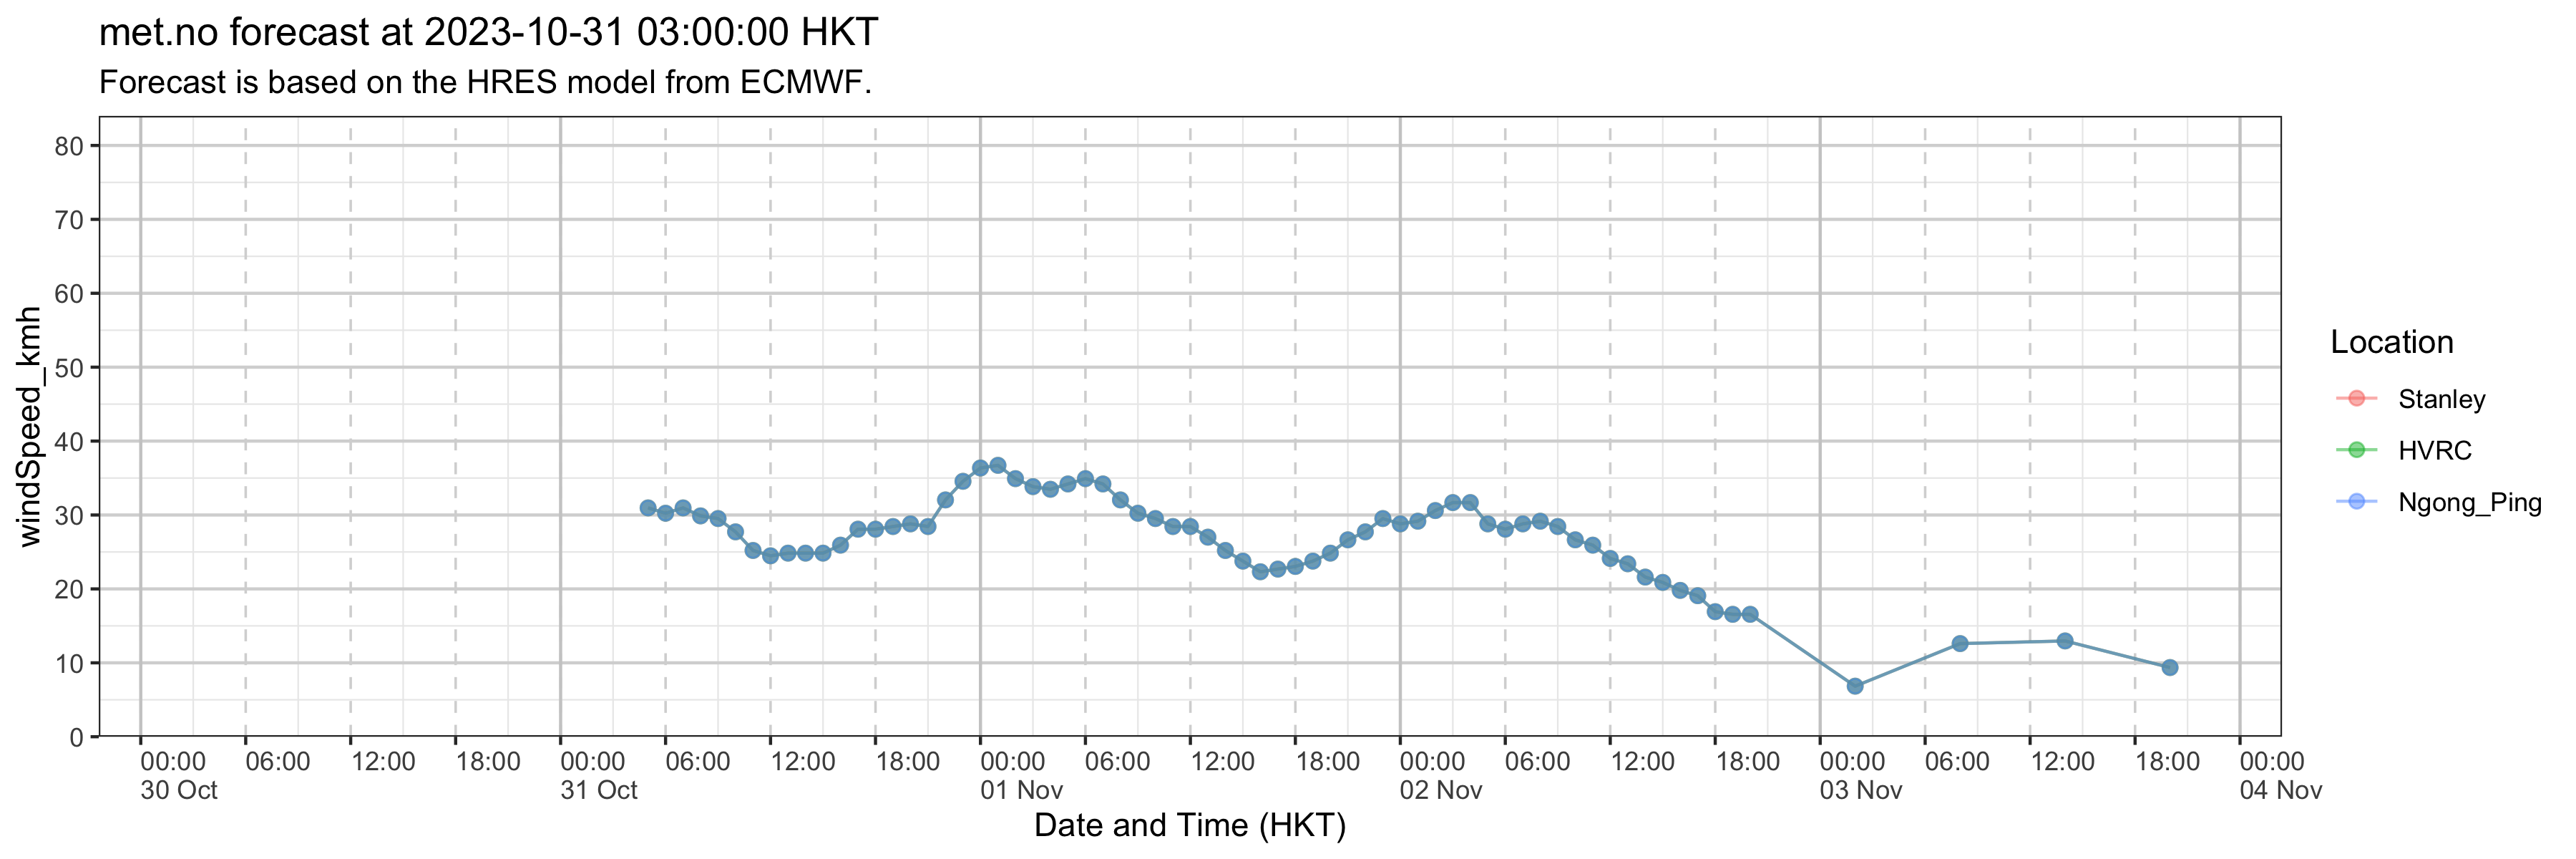 met.no forecast at 2023-10-31 03:00:00 HKT
Forecast is based on the HRES model from ECMWF.
windSpeed_kmh
80
70
60
50
40
30
20
10
0
00:00 06:00 12:00 18:00 00:00 06:00 12:00 18:00 00:00 06:00 12:00 18:00 00:00 06:00 12:00 18:00 00:00 06:00 12:00 18:00 00:00
30 Oct 31 Oct 01 Nov 02 Nov 03 Nov 04 Nov
Date and Time (HKT)
Location
Stanley
HVRC
Ngong_Ping